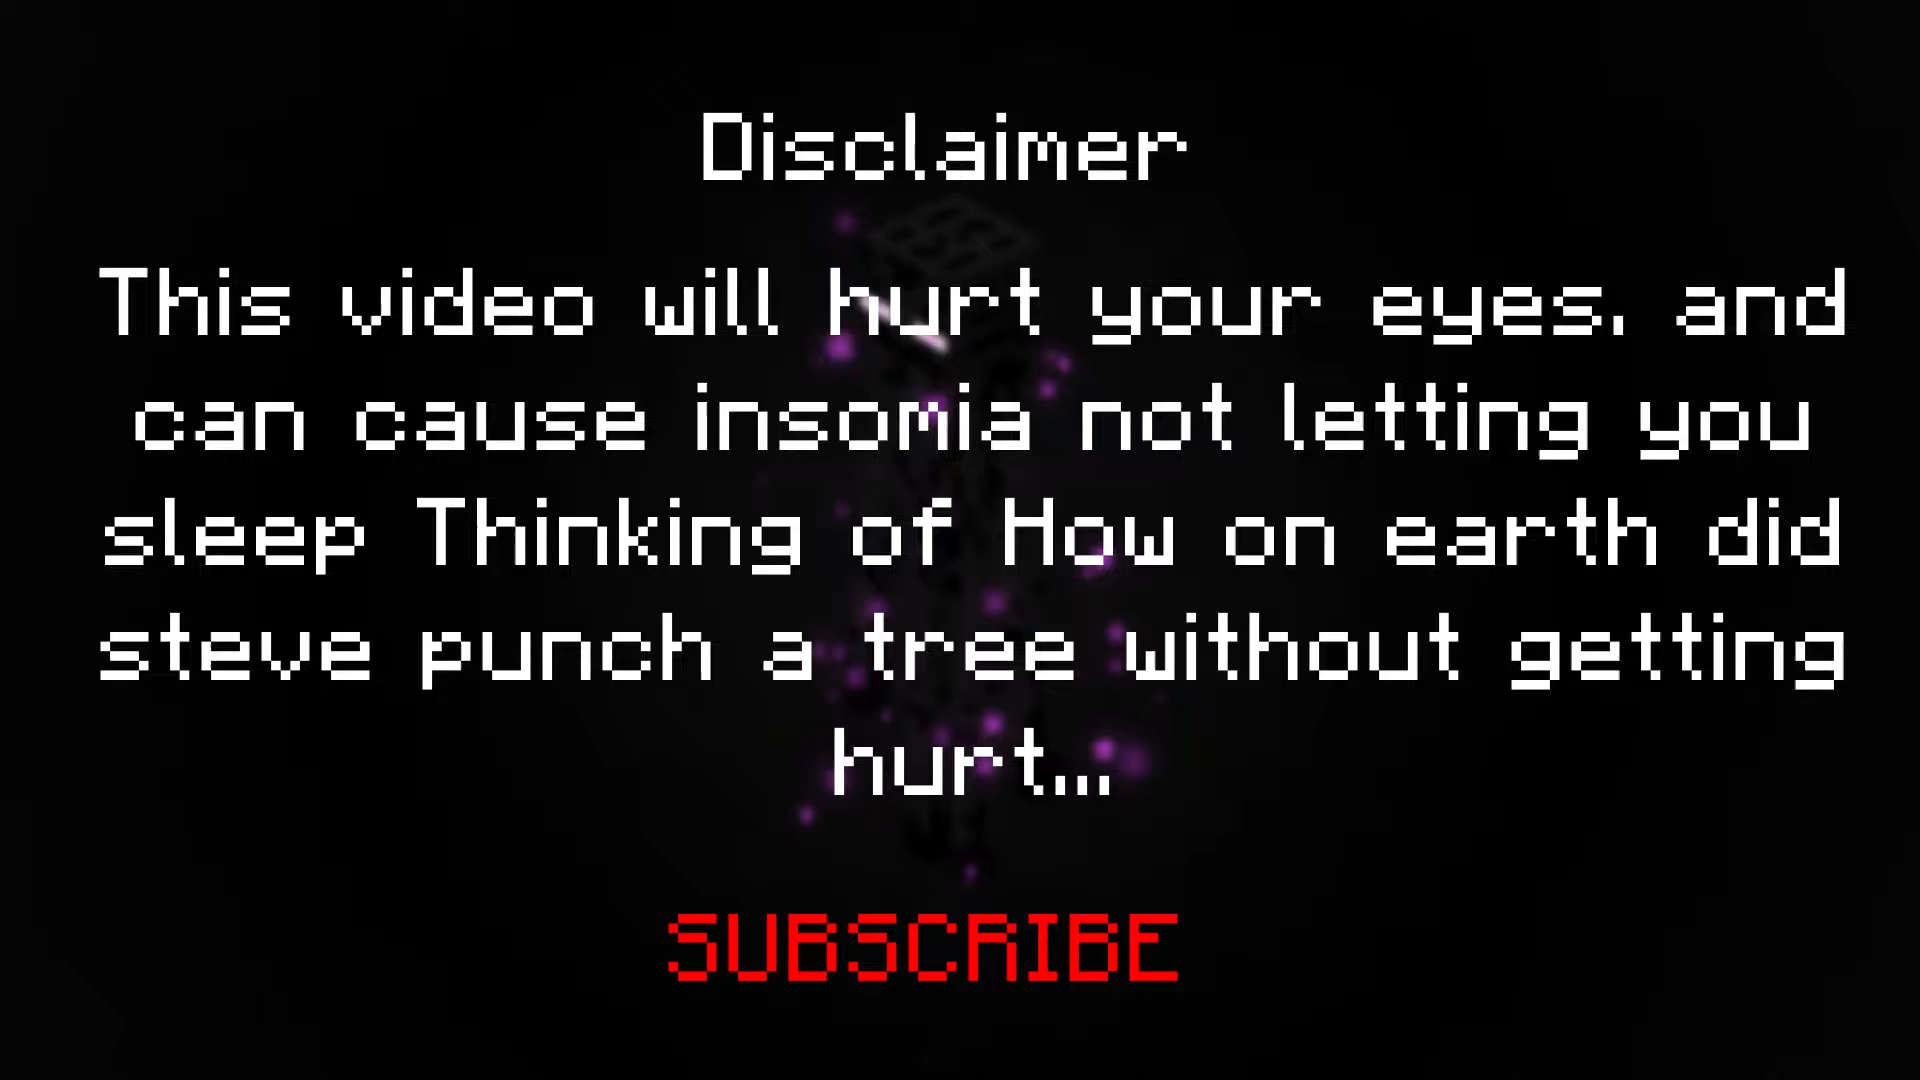 Disclaimer
This video will hurt your eyes, and
can cause insomia not letting you
sleep Thinking of How on earth did
steve punch a tree without getting
hurt...
SUBSCRIBE